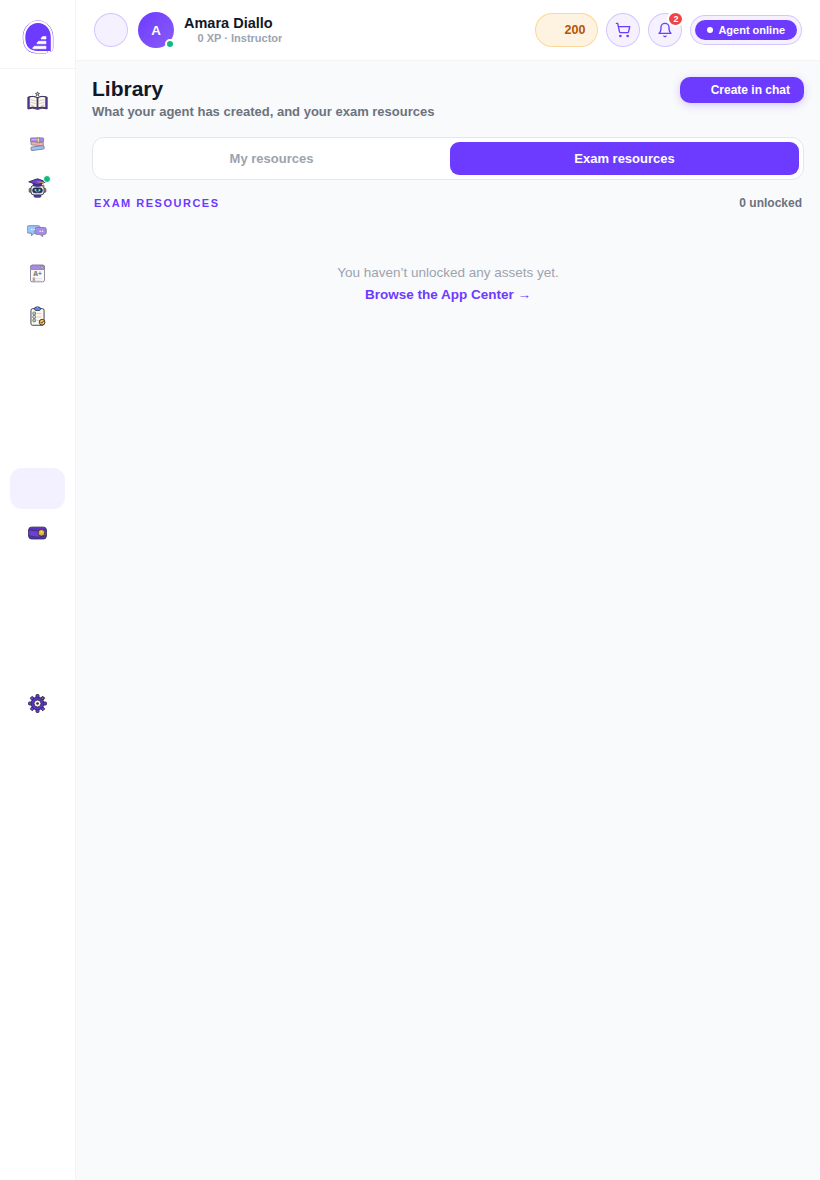 A
Amara Diallo
0 XP · Instructor
200
2
Agent online
Library
What your agent has created, and your exam resources
Create in chat
My resources
Exam resources
EXAM RESOURCES
0 unlocked
You haven’t unlocked any assets yet.
Browse the App Center →
A+